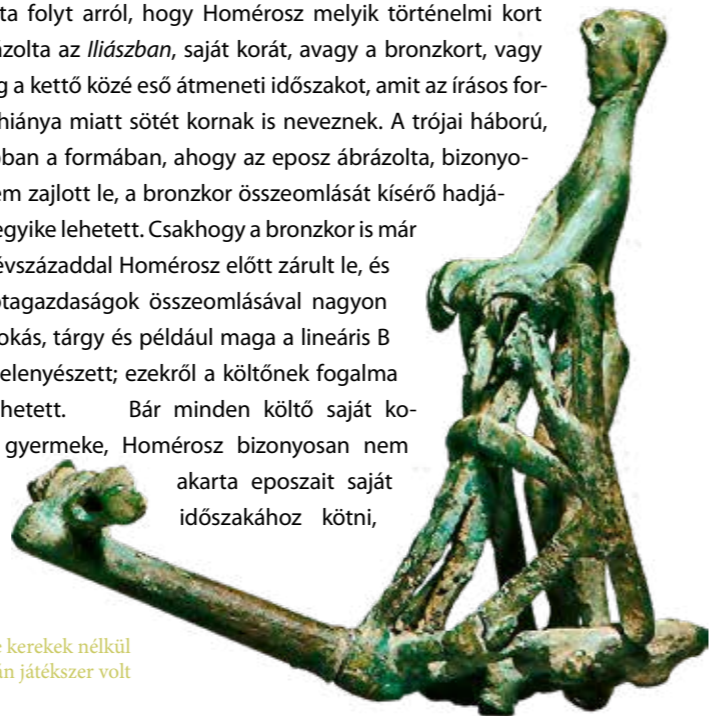 ta folyt arról, hogy Homérosz melyik történelmi kort
ázolta az Iliászban, saját korát, avagy a bronzkort, vagy
g a kettő közé eső átmeneti időszakot, amit az írásos for-
hiánya miatt sötét kornak is neveznek. A trójai háború,
bban a formában, ahogy az eposz ábrázolta, bizonyo-
em zajlott le, a bronzkor összeomlását kísérő hadjá-
egyike lehetett. Csakhogy a bronzkor is már
évszázaddal Homérosz előtt zárult le, és
otagazdaságok összeomlásával nagyon
okás, tárgy és például maga a lineáris B
elenyészett; ezekről a költőnek fogalma
hetett. Bár minden költő saját ko-
gyermeke, Homérosz bizonyosan nem
akarta eposzait saját
időszakához kötni,
e kerekek nélkül
án játékszer volt